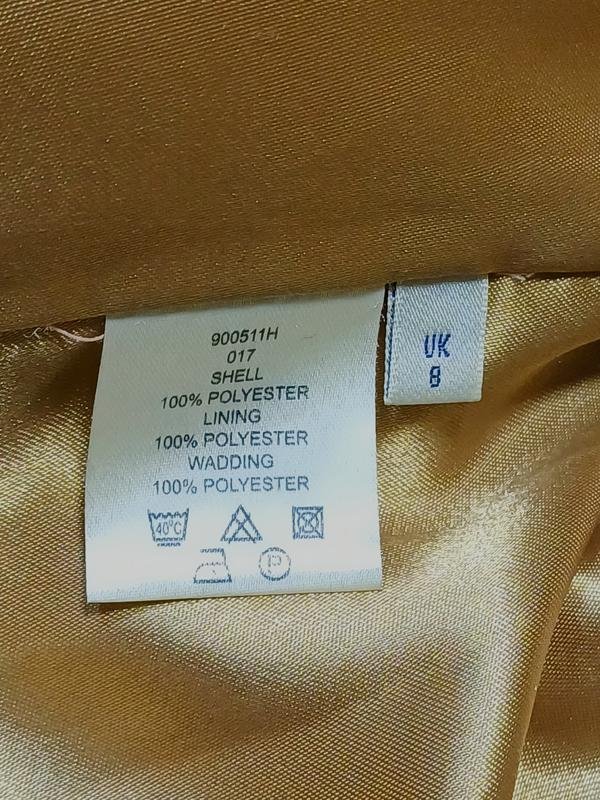 900511H
017
SHELL
100% POLYESTER
LINING
100% POLYESTER
WADDING
100% POLYESTER
40°C
P
UK
8